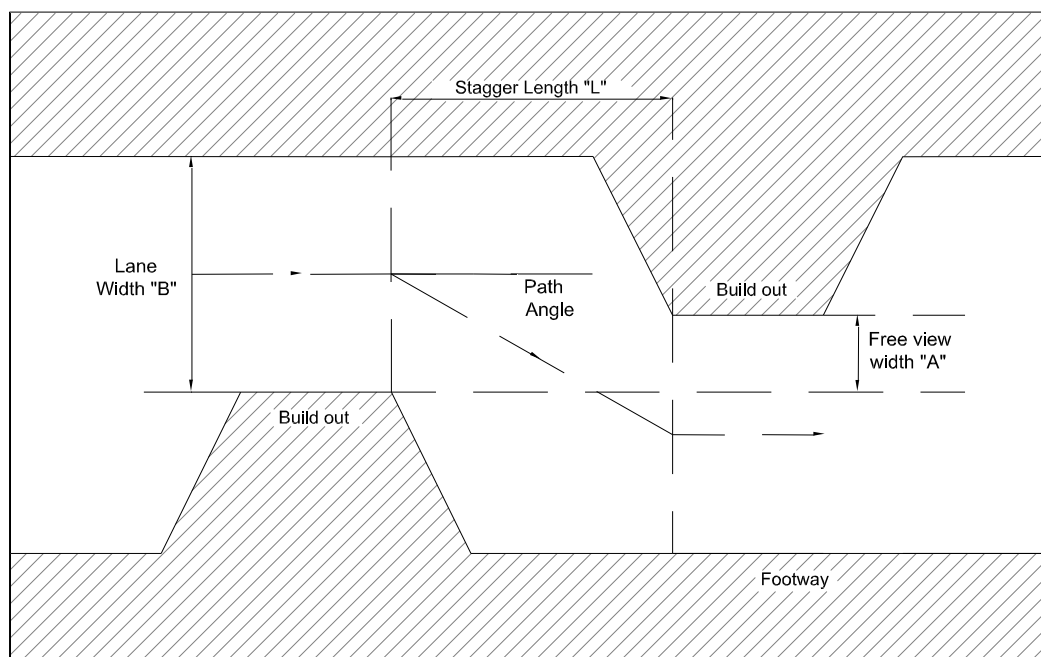 Stagger Length "L"
Lane
Width "B"
Path
Angle
Build out
Free view
width "A"
Build out
Footway